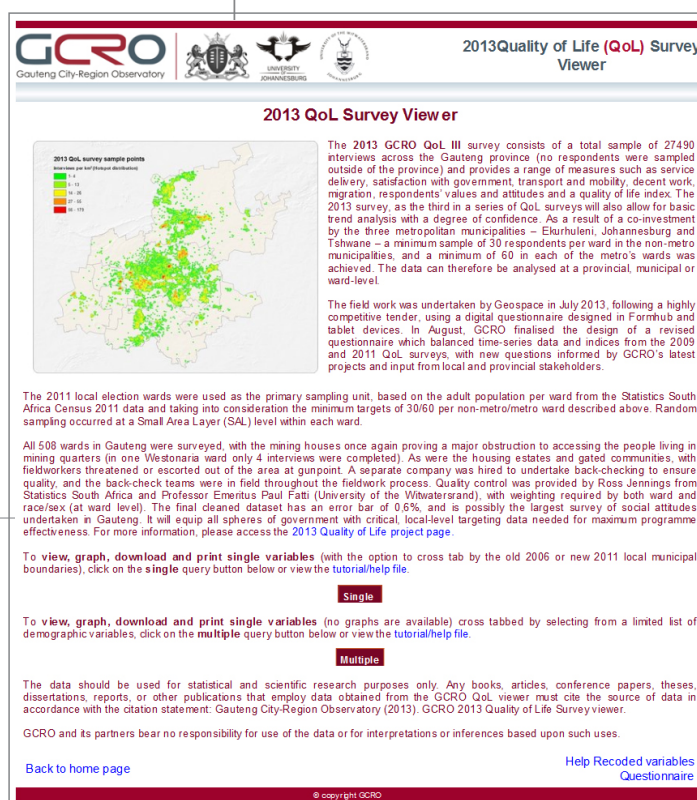 GCRO
Gauteng City-Region Observatory
UNIVERSITY
OF
JOHANNESBURG
2013Quality of Life (QoL) Survey
Viewer
2013 QoL Survey Viewer
2013 QoL survey sample points
Interviews per km² (Hotspot distribution)
The 2013 GCRO QoL III survey consists of a total sample of 27490
interviews across the Gauteng province (no respondents were sampled
outside of the province) and provides a range of measures such as service
delivery, satisfaction with government, transport and mobility, decent work,
migration, respondents' values and attitudes and a quality of life index. The
2013 survey, as the third in a series of QoL surveys will also allow for basic
trend analysis with a degree of confidence. As a result of a co-investment
by the three metropolitan municipalities – Ekurhuleni, Johannesburg and
Tshwane – a minimum sample of 30 respondents per ward in the non-metro
municipalities, and a minimum of 60 in each of the metro's wards was
achieved. The data can therefore be analysed at a provincial, municipal or
ward-level.
The field work was undertaken by Geospace in July 2013, following a highly
competitive tender, using a digital questionnaire designed in Formhub and
tablet devices. In August, GCRO finalised the design of a revised
questionnaire which balanced time-series data and indices from the 2009
and 2011 QoL surveys, with new questions informed by GCRO's latest
projects and input from local and provincial stakeholders.
The 2011 local election wards were used as the primary sampling unit, based on the adult population per ward from the Statistics South
Africa Census 2011 data and taking into consideration the minimum targets of 30/60 per non-metro/metro ward described above. Random
sampling occurred at a Small Area Layer (SAL) level within each ward.
All 508 wards in Gauteng were surveyed, with the mining houses once again proving a major obstruction to accessing the people living in
mining quarters (in one Westonaria ward only 4 interviews were completed). As were the housing estates and gated communities, with
fieldworkers threatened or escorted out of the area at gunpoint. A separate company was hired to undertake back-checking to ensure
quality, and the back-check teams were in field throughout the fieldwork process. Quality control was provided by Ross Jennings from
Statistics South Africa and Professor Emeritus Paul Fatti (University of the Witwatersrand), with weighting required by both ward and
race/sex (at ward level). The final cleaned dataset has an error bar of 0,6%, and is possibly the largest survey of social attitudes
undertaken in Gauteng. It will equip all spheres of government with critical, local-level targeting data needed for maximum programme
effectiveness. For more information, please access the 2013 Quality of Life project page.
To view, graph, download and print single variables (with the option to cross tab by the old 2006 or new 2011 local municipal
boundaries), click on the single query button below or view the tutorial/help file.
Single
To view, graph, download and print single variables (no graphs are available) cross tabbed by selecting from a limited list of
demographic variables, click on the multiple query button below or view the tutorial/help file.
Multiple
The data should be used for statistical and scientific research purposes only. Any books, articles, conference papers, theses,
dissertations, reports, or other publications that employ data obtained from the GCRO QoL viewer must cite the source of data in
accordance with the citation statement: Gauteng City-Region Observatory (2013). GCRO 2013 Quality of Life Survey viewer.
GCRO and its partners bear no responsibility for use of the data or for interpretations or inferences based upon such uses.
Back to home page
Help Recoded variables
Questionnaire
© copyright GCRO